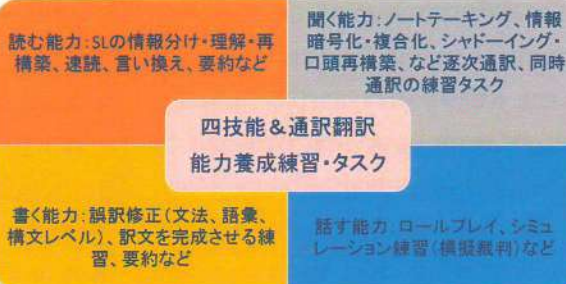 読む能力:SLの情報分け・理解・再
構築、速読、言い換え、要約など
聞く能力:ノートテーキング、情報
暗号化・複合化、シャドーイング・
口頭再構築、など逐次通訳、同時
通訳の練習タスク
四技能&通訳翻訳
能力養成練習・タスク
書く能力:誤訳修正(文法、語彙、
構文レベル)、訳文を完成させる練
習、要約など
話す能力:ロールプレイ、シミュ
レーション練習(模擬裁判)など